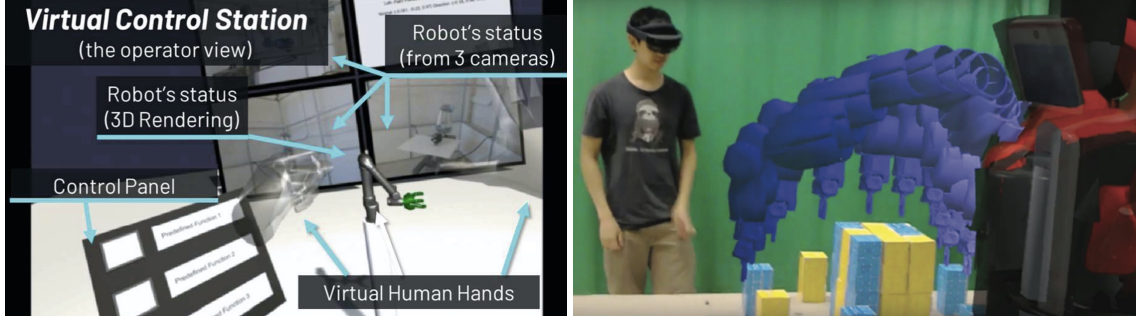 Virtual Control Station
(the operator view)
Robot's status
(from 3 cameras)
Robot's status
(3D Rendering)
Control Panel
Predefined Function 1
Predefined Function 2
Predefined Function 3
Virtual Human Hands